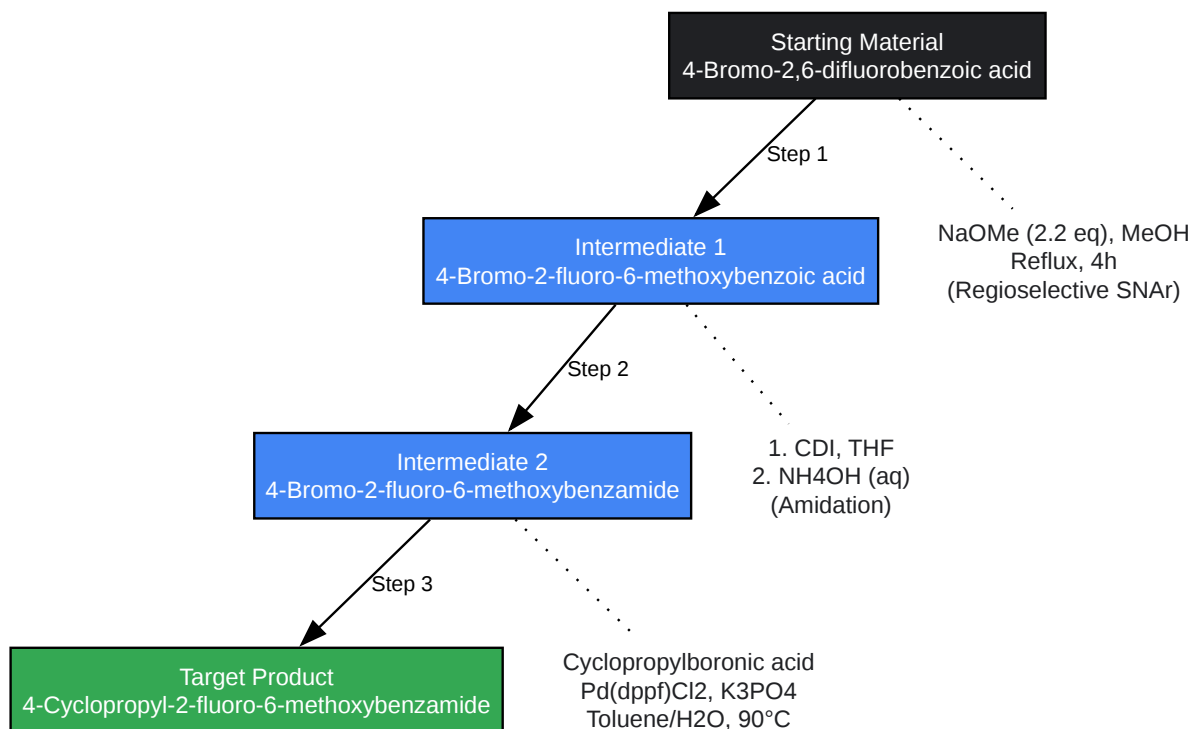 Starting Material
4-Bromo-2,6-difluorobenzoic acid
Step 1
NaOMe (2.2 eq), MeOH
Reflux, 4h
(Regioselective SNAr)
Intermediate 1
4-Bromo-2-fluoro-6-methoxybenzoic acid
Step 2
1. CDI, THF
2. NH4OH (aq)
(Amidation)
Intermediate 2
4-Bromo-2-fluoro-6-methoxybenzamide
Step 3
Cyclopropylboronic acid
Pd(dppf)Cl2, K3PO4
Toluene/H2O, 90°C
Target Product
4-Cyclopropyl-2-fluoro-6-methoxybenzamide